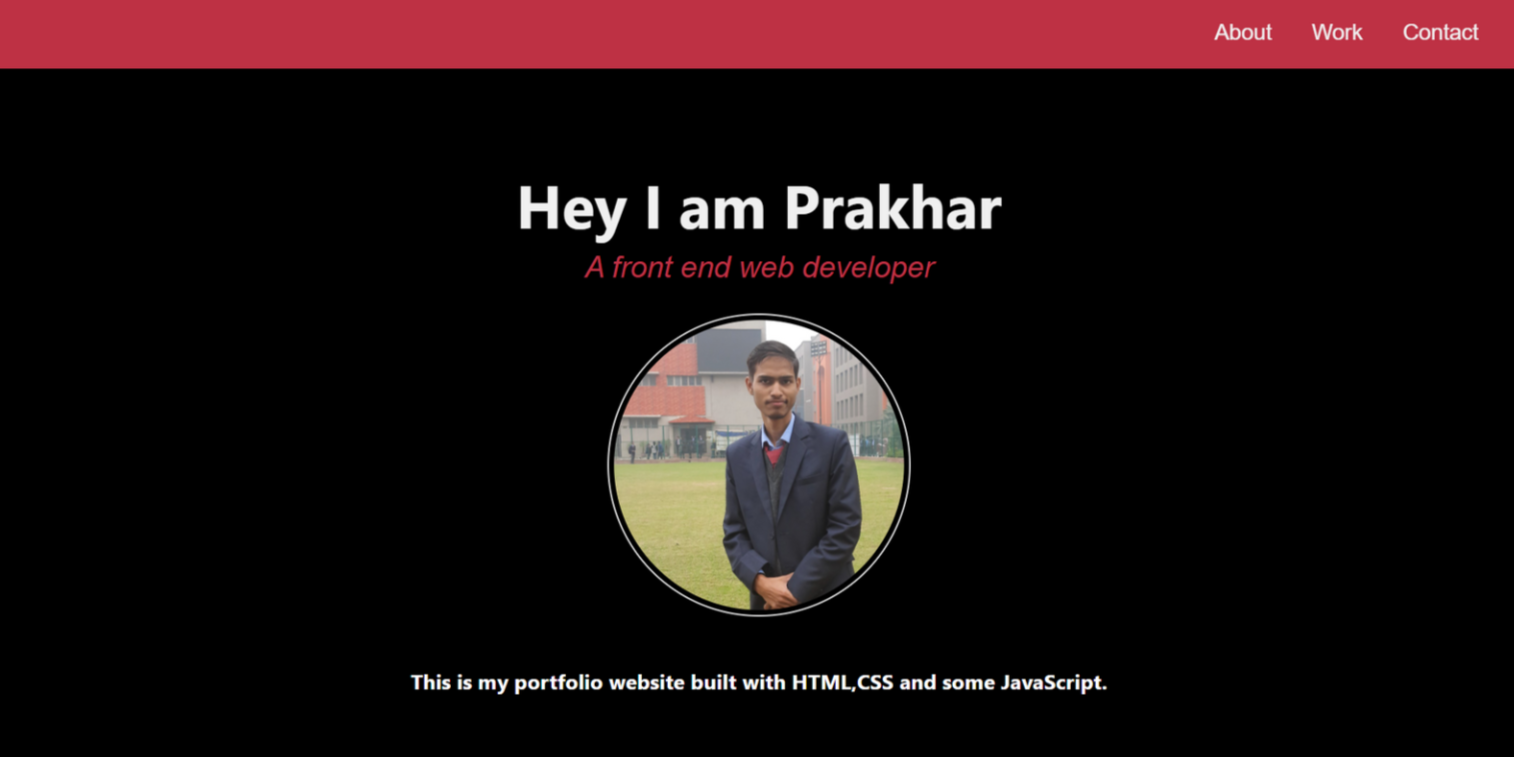 About Work Contact
Hey I am Prakhar
A front end web developer
This is my portfolio website built with HTML,CSS and some JavaScript.